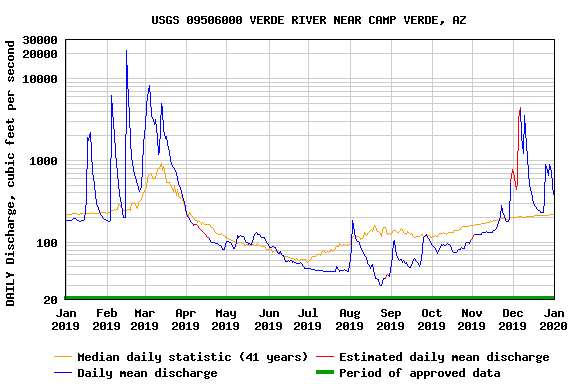 USGS 09506000 VERDE RIVER NEAR CAMP VERDE, AZ
DAILY Discharge, cubic feet per second
30000
10000
1000
100
20
Jan Feb Mar Apr May Jun Jul Aug Sep Oct Nov Dec Jan
2019 2019 2019 2019 2019 2019 2019 2019 2019 2019 2019 2019 2020
Median daily statistic (41 years) Estimated daily mean discharge
Daily mean discharge Period of approved data